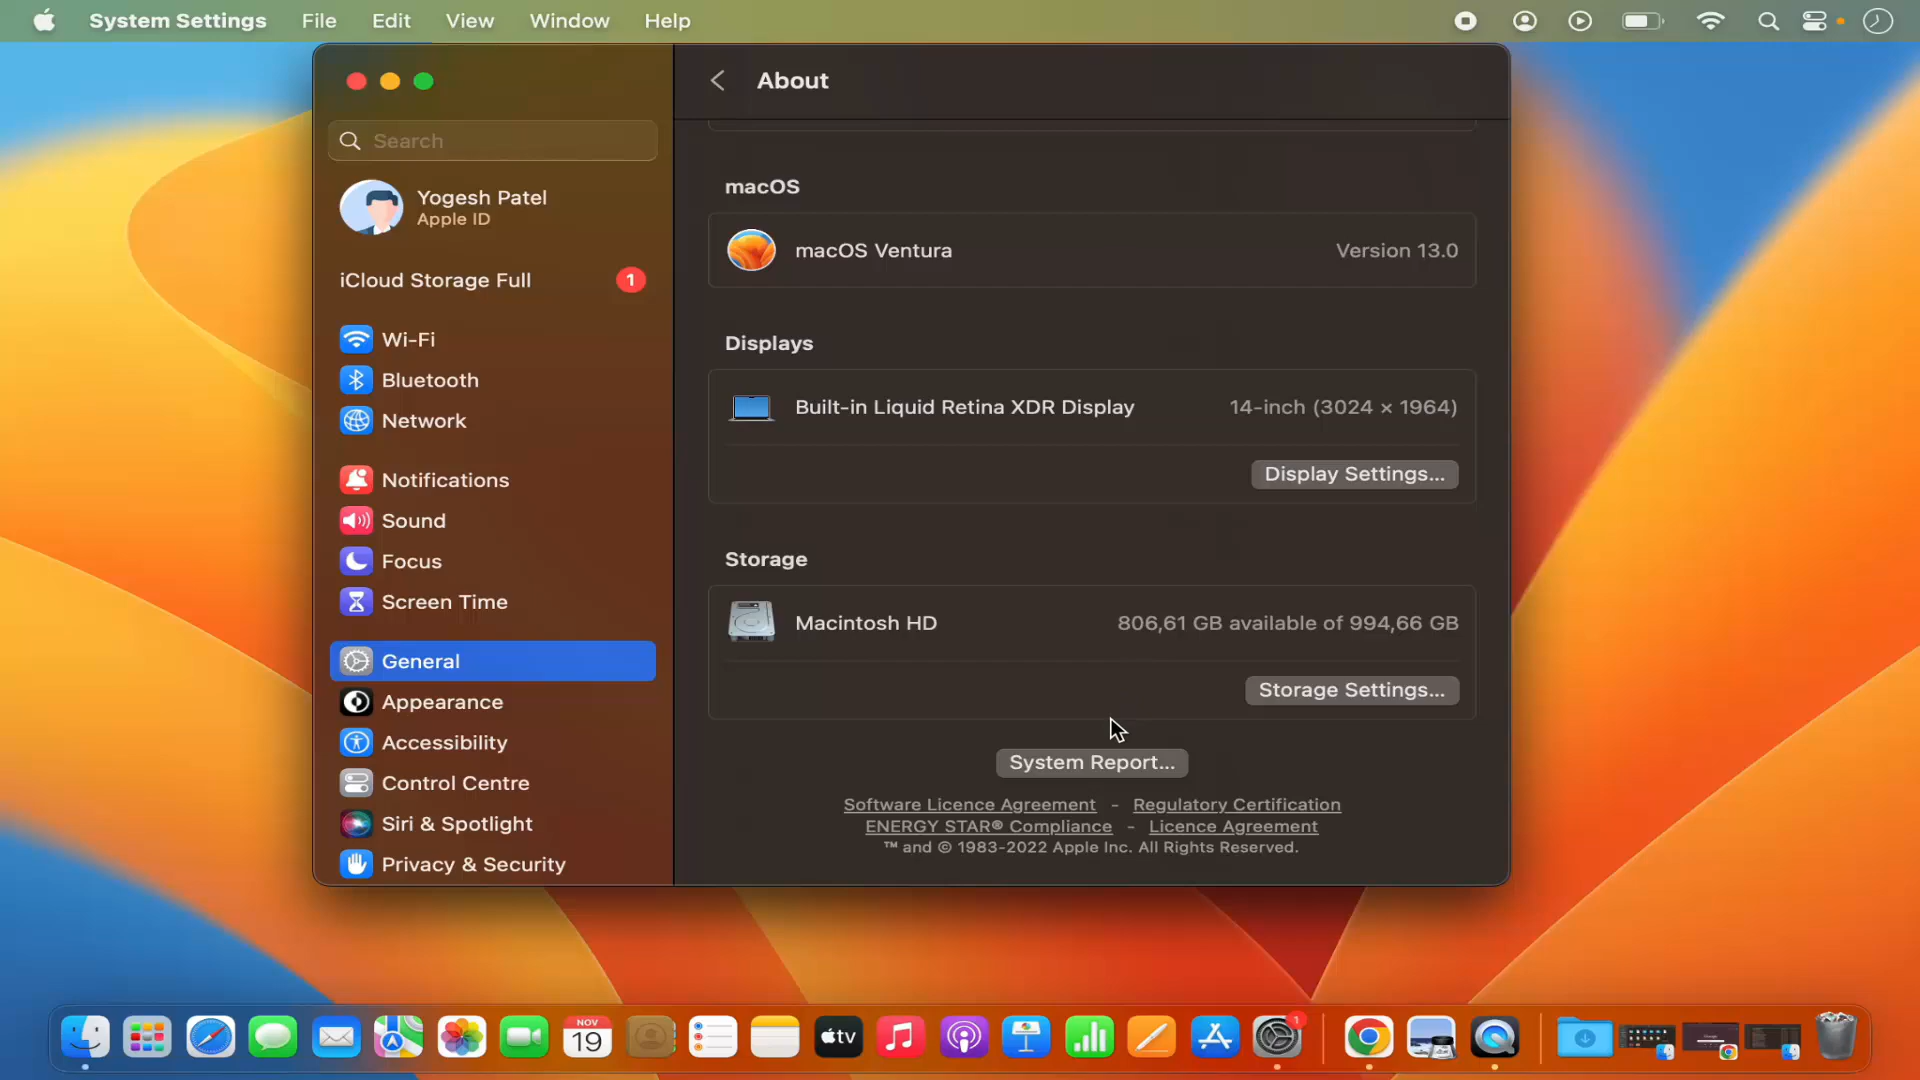 System Settings File Edit View Window Help
About
Search
Yogesh Patel
Apple ID
iCloud Storage Full 1
Wi-Fi
Bluetooth
Network
Notifications
Sound
Focus
Screen Time
General
Appearance
Accessibility
Control Centre
Siri & Spotlight
Privacy & Security
macOS
macOS Ventura Version 13.0
Displays
Built-in Liquid Retina XDR Display 14-inch (3024 × 1964)
Display Settings...
Storage
Macintosh HD 806,61 GB available of 994,66 GB
Storage Settings...
System Report...
Software Licence Agreement - Regulatory Certification
ENERGY STAR® Compliance - Licence Agreement
™ and © 1983-2022 Apple Inc. All Rights Reserved.
NOV
19
tv
1